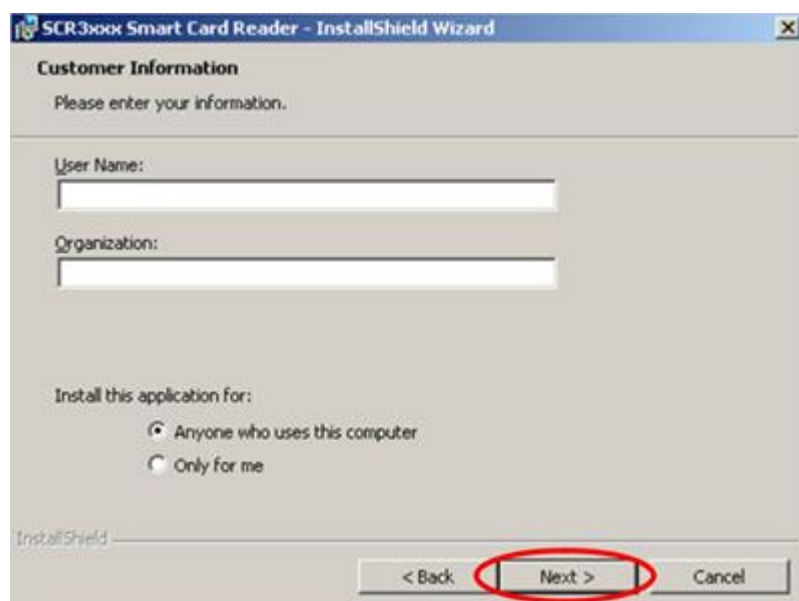 SCR3xxx Smart Card Reader - InstallShield Wizard
Customer Information
Please enter your information.
User Name:
Organization:
Install this application for:
Anyone who uses this computer
Only for me
InstallShield
< Back Next > Cancel